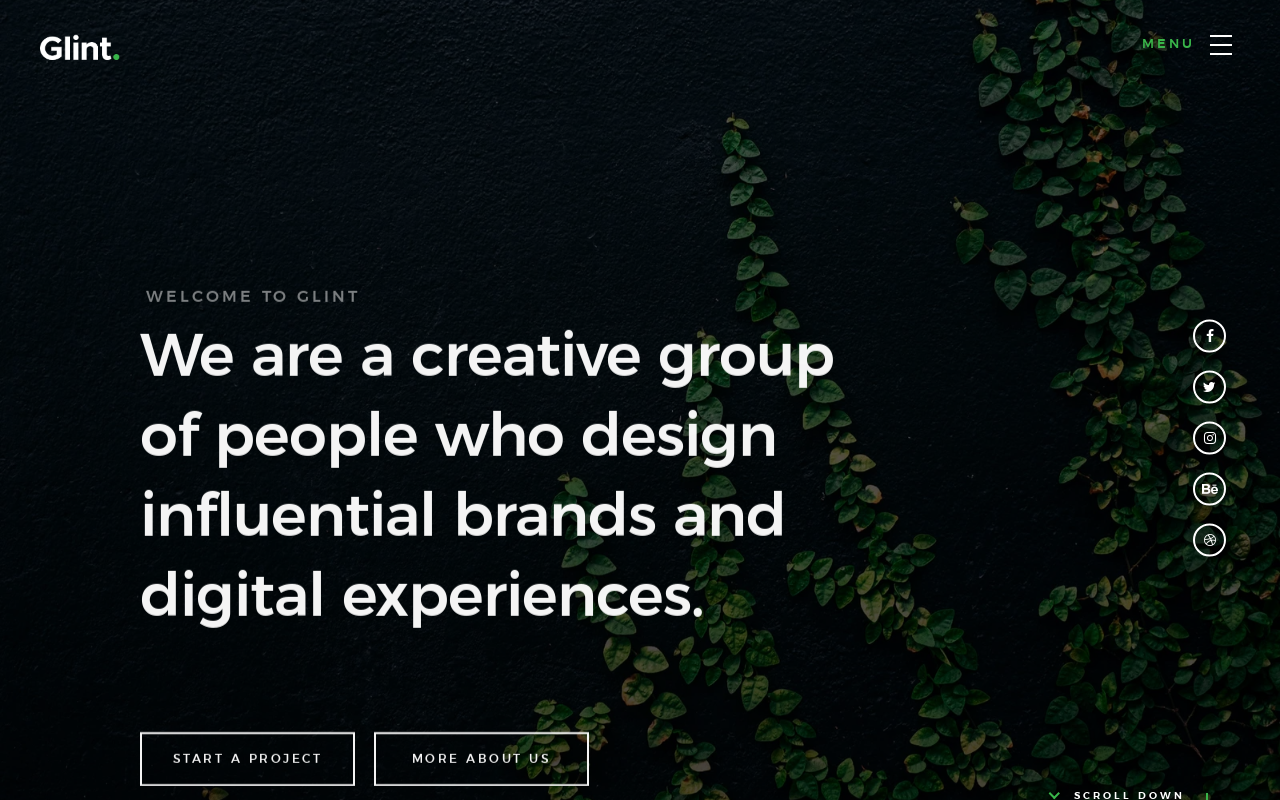 Glint.
MENU
WELCOME TO GLINT
We are a creative group
of people who design
influential brands and
digital experiences.
Bē
START A PROJECT
MORE ABOUT US
SCROLL DOWN